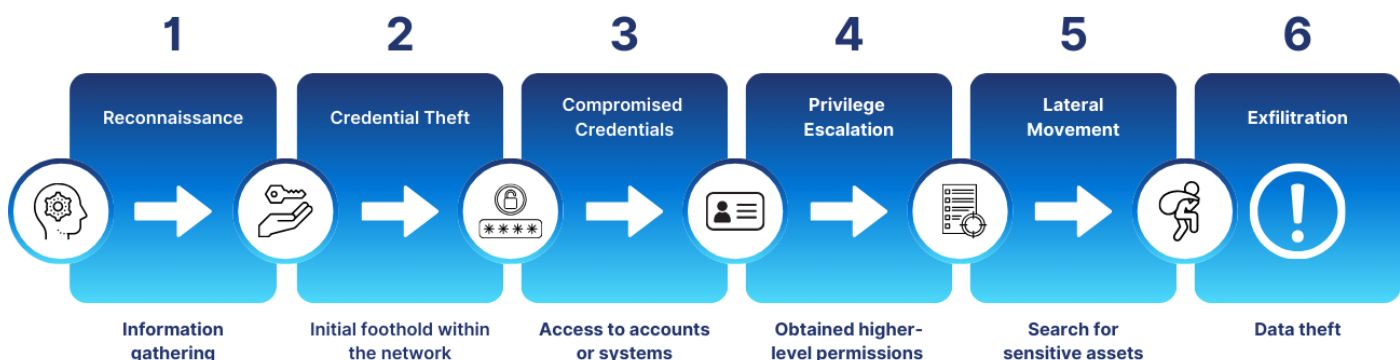 1
2
3
4
5
6
Reconnaissance
Credential Theft
Compromised
Credentials
Privilege
Escalation
Lateral
Movement
Exfilitration
****
!
Information
gathering
Initial foothold within
the network
Access to accounts
or systems
Obtained higher-
level permissions
Search for
sensitive assets
Data theft